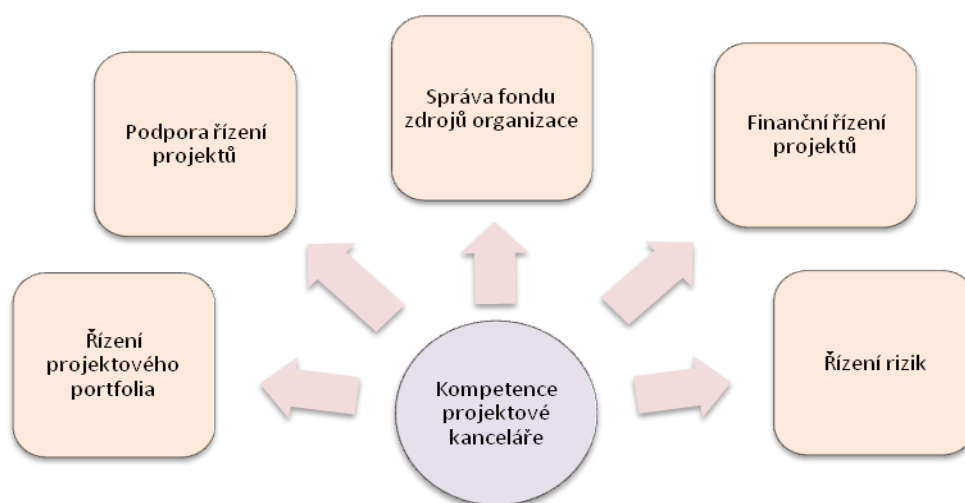 Správa fondu
zdrojů organizace
Podpora řízení
projektů
Finanční řízení
projektů
Řízení
projektového
portfolia
Řízení rizik
Kompetence
projektové
kanceláře